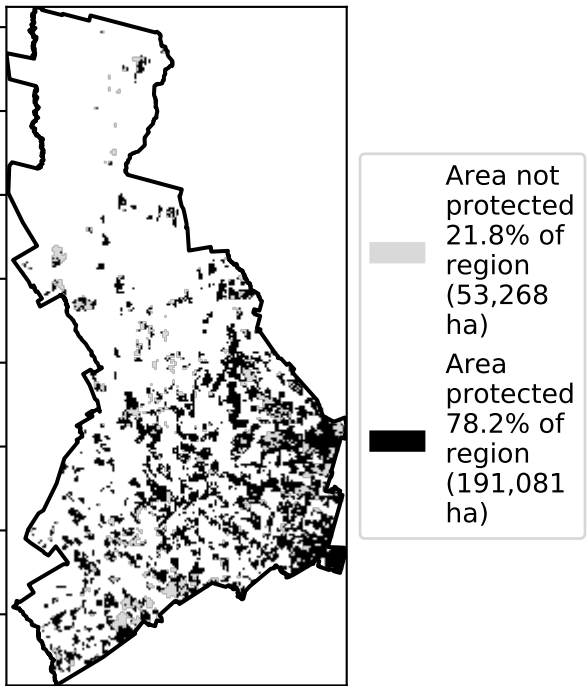 Area not
protected
21.8% of
region
(53,268
ha)
Area
protected
78.2% of
region
(191,081
ha)